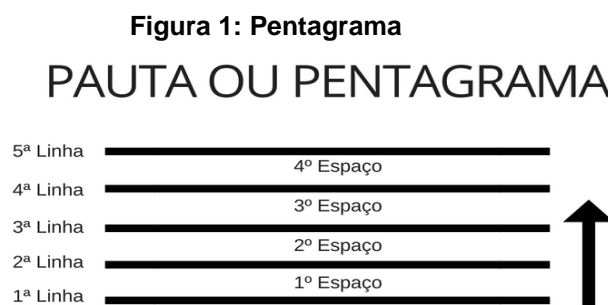 Figura 1: Pentagrama
PAUTA OU PENTAGRAMA
5ª Linha
4º Espaço
4ª Linha
3º Espaço
3ª Linha
2º Espaço
2ª Linha
1º Espaço
1ª Linha